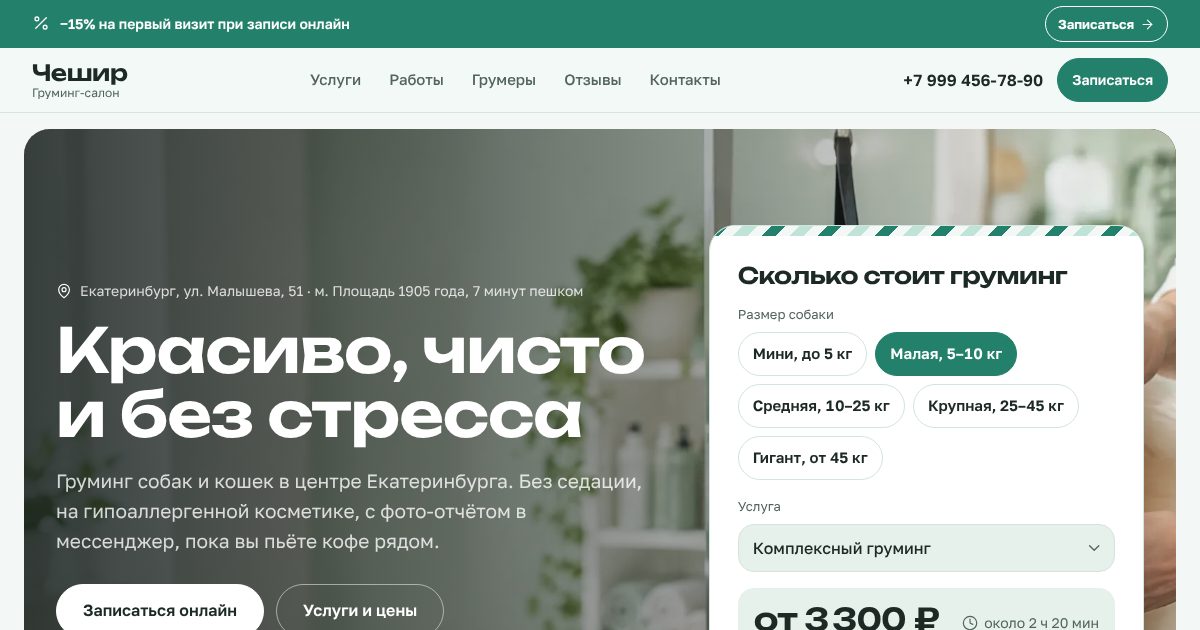 −15% на первый визит при записи онлайн
Записаться →
Чешир
Груминг-салон
Услуги
Работы
Грумеры
Отзывы
Контакты
+7 999 456-78-90
Записаться
Екатеринбург, ул. Малышева, 51 · м. Площадь 1905 года, 7 минут пешком
Красиво, чисто
и без стресса
Груминг собак и кошек в центре Екатеринбурга. Без седации,
на гипоаллергенной косметике, с фото-отчётом в
мессенджер, пока вы пьёте кофе рядом.
Записаться онлайн
Услуги и цены
Сколько стоит груминг
Размер собаки
Мини, до 5 кг
Малая, 5–10 кг
Средняя, 10–25 кг
Крупная, 25–45 кг
Гигант, от 45 кг
Услуга
Комплексный груминг
от 3 300 ₽
около 2 ч 20 мин